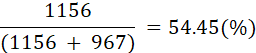 1156
(1156 + 967) = 54.45(%)